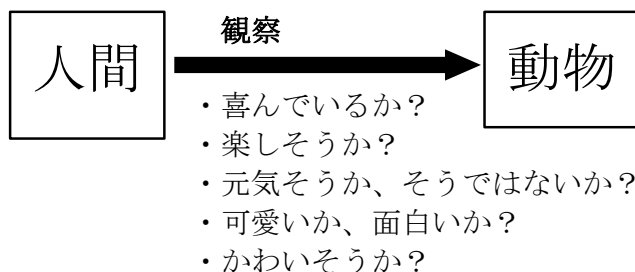 観察
人間
動物
・喜んでいるか？
・楽しそうか？
・元気そうか、そうではないか？
・可愛いか、面白いか？
・かわいそうか？